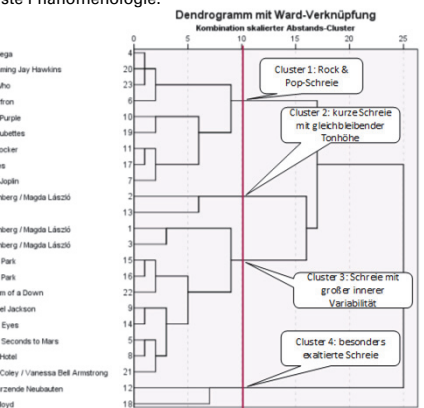 ste Phänomenologie.
Dendrogramm mit Ward-Verknüpfung
Kombination skalierter Abstands-Cluster
0 5 10 15 20 25
ega 4
ming Jay Hawkins 20
ho 23
fron 6
Purple 10
ubettes 19
ocker 11
s 17
Joplin 7
nberg / Magda László 2
13
nberg / Magda László 1
nberg / Magda László 3
Park 15
Park 16
m of a Down 22
el Jackson 9
Eyes 14
Seconds to Mars 5
Hotel 8
Coley / Vanessa Bell Armstrong 21
rzende Neubauten 12
loyd 18
Cluster 1: Rock &
Pop-Schreie
Cluster 2: kurze Schreie
mit gleichbleibender
Tonhöhe
Cluster 3: Schreie mit
großer innerer
Variabilität
Cluster 4: besonders
exaltierte Schreie